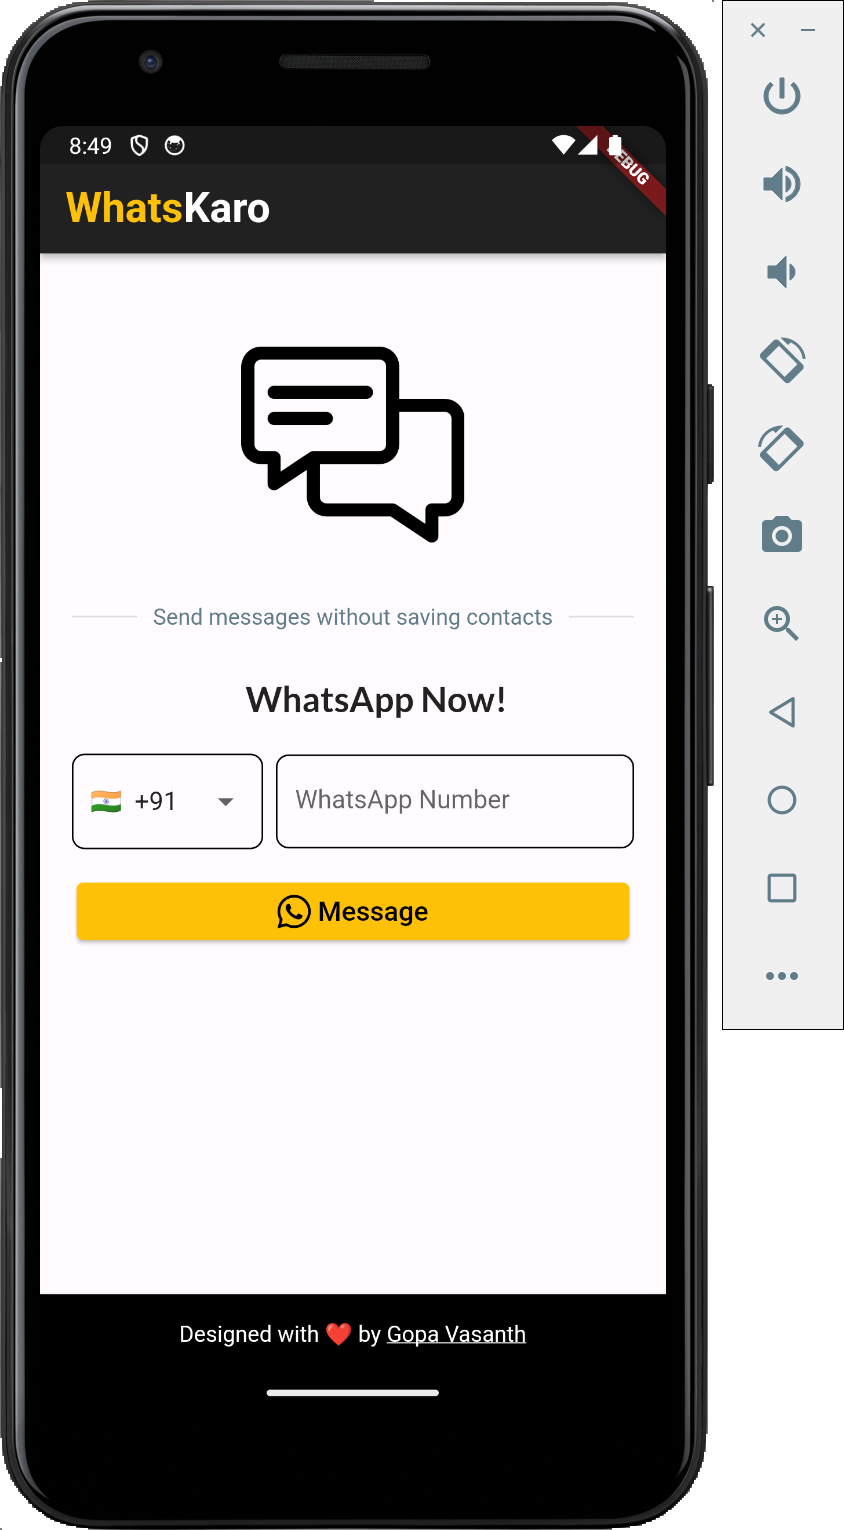 8:49
DEBUG
WhatsKaro
Send messages without saving contacts
WhatsApp Now!
+91
WhatsApp Number
Message
Designed with ❤️ by Gopa Vasanth